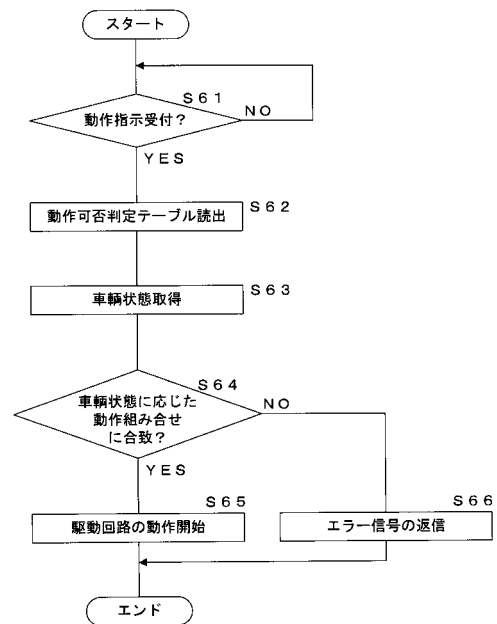 スタート
S61
動作指示受付？
NO
YES
動作可否判定テーブル読出
S62
車輌状態取得
S63
S64
車輌状態に応じた
動作組み合せ
に合致？
NO
YES
S65
駆動回路の動作開始
S66
エラー信号の返信
エンド